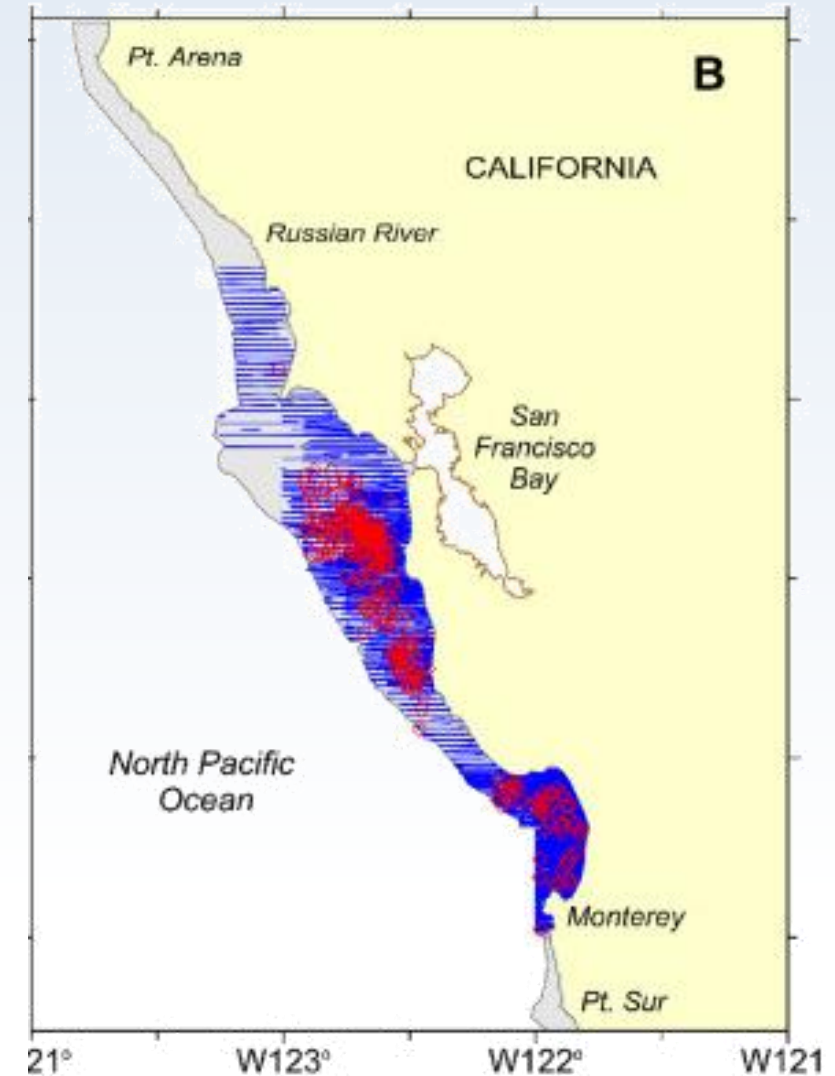 Pt. Arena
B
CALIFORNIA
Russian River
San
Francisco
Bay
North Pacific
Ocean
Monterey
Pt. Sur
21° W123° W122° W121